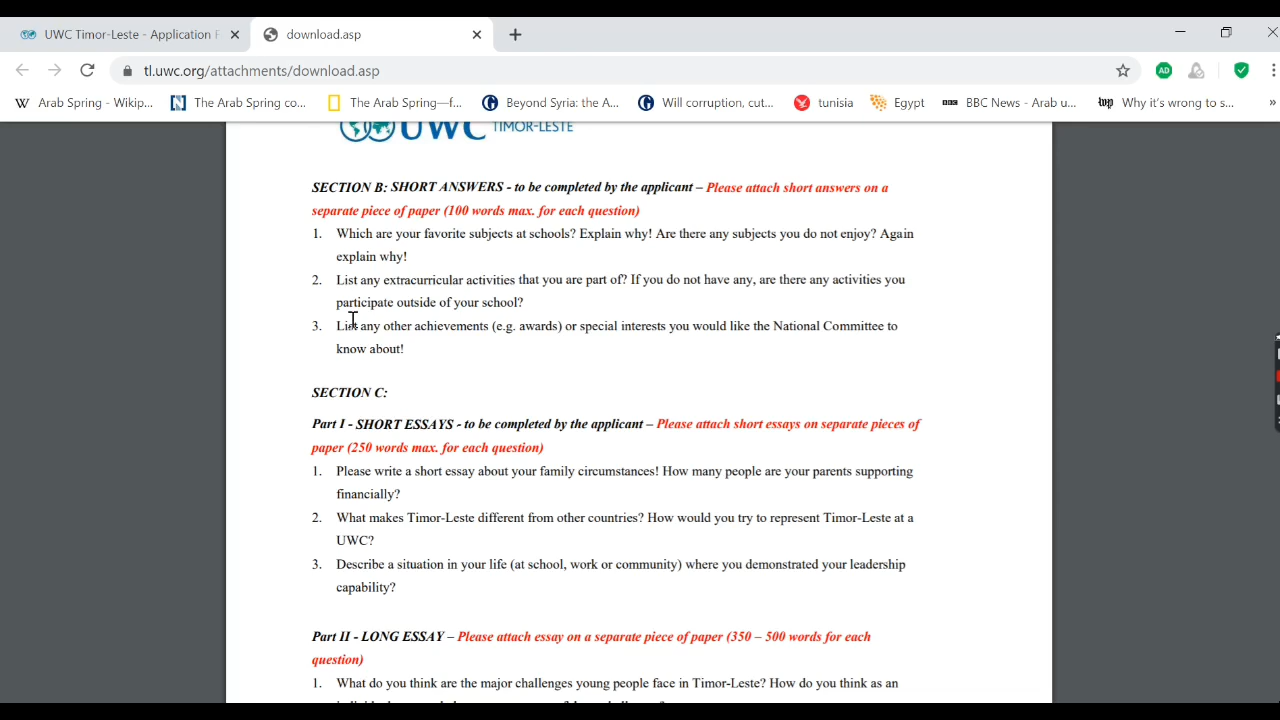 UWC Timor-Leste - Application F
download.asp
tl.uwc.org/attachments/download.asp
AD
W Arab Spring - Wikip...
N The Arab Spring co...
The Arab Spring—f...
Beyond Syria: the A...
Will corruption, cut...
tunisia
Egypt
BBC News - Arab u...
wp Why it's wrong to s...
»
UWC TIMOR-LESTE
SECTION B: SHORT ANSWERS - to be completed by the applicant – Please attach short answers on a
separate piece of paper (100 words max. for each question)
1. Which are your favorite subjects at schools? Explain why! Are there any subjects you do not enjoy? Again
explain why!
2. List any extracurricular activities that you are part of? If you do not have any, are there any activities you
participate outside of your school?
3. List any other achievements (e.g. awards) or special interests you would like the National Committee to
know about!
SECTION C:
Part I - SHORT ESSAYS - to be completed by the applicant – Please attach short essays on separate pieces of
paper (250 words max. for each question)
1. Please write a short essay about your family circumstances! How many people are your parents supporting
financially?
2. What makes Timor-Leste different from other countries? How would you try to represent Timor-Leste at a
UWC?
3. Describe a situation in your life (at school, work or community) where you demonstrated your leadership
capability?
Part II - LONG ESSAY – Please attach essay on a separate piece of paper (350 – 500 words for each
question)
1. What do you think are the major challenges young people face in Timor-Leste? How do you think as an